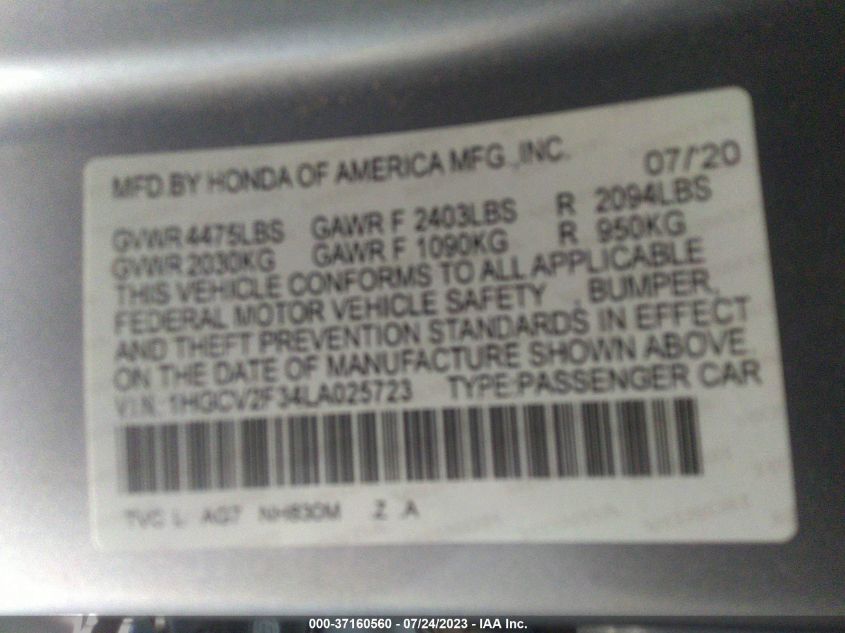 MFD.BY HONDA OF AMERICA MFG.,INC. 07/'20
GVWR 4475LBS GAWR F 2403LBS R 2094LBS
GVWR 2030KG GAWR F 1090KG R 950KG
THIS VEHICLE CONFORMS TO ALL APPLICABLE
FEDERAL MOTOR VEHICLE SAFETY , BUMPER,
AND THEFT PREVENTION STANDARDS IN EFFECT
ON THE DATE OF MANUFACTURE SHOWN ABOVE.
V.I.N.: 1HGCV2F34LA025723 TYPE:PASSENGER CAR
TVC L AG7 NH830M Z A
000-37160560 - 07/24/2023 - IAA Inc.